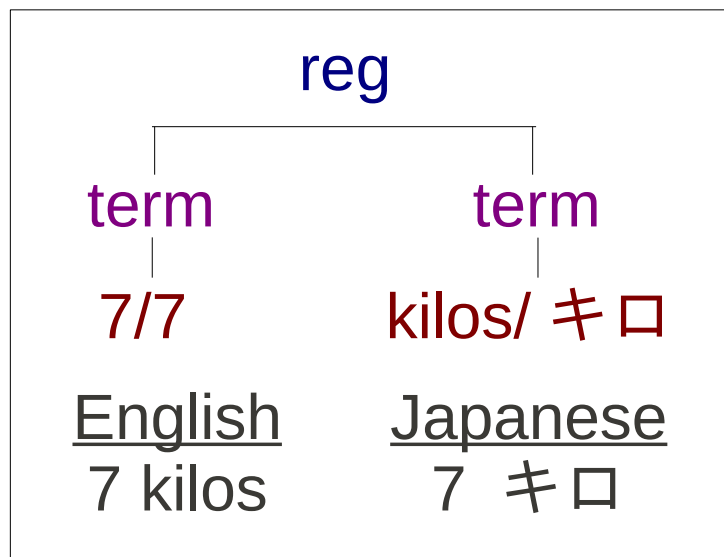 reg
term term
7/7 kilos/ キロ
English Japanese
7 kilos 7 キロ